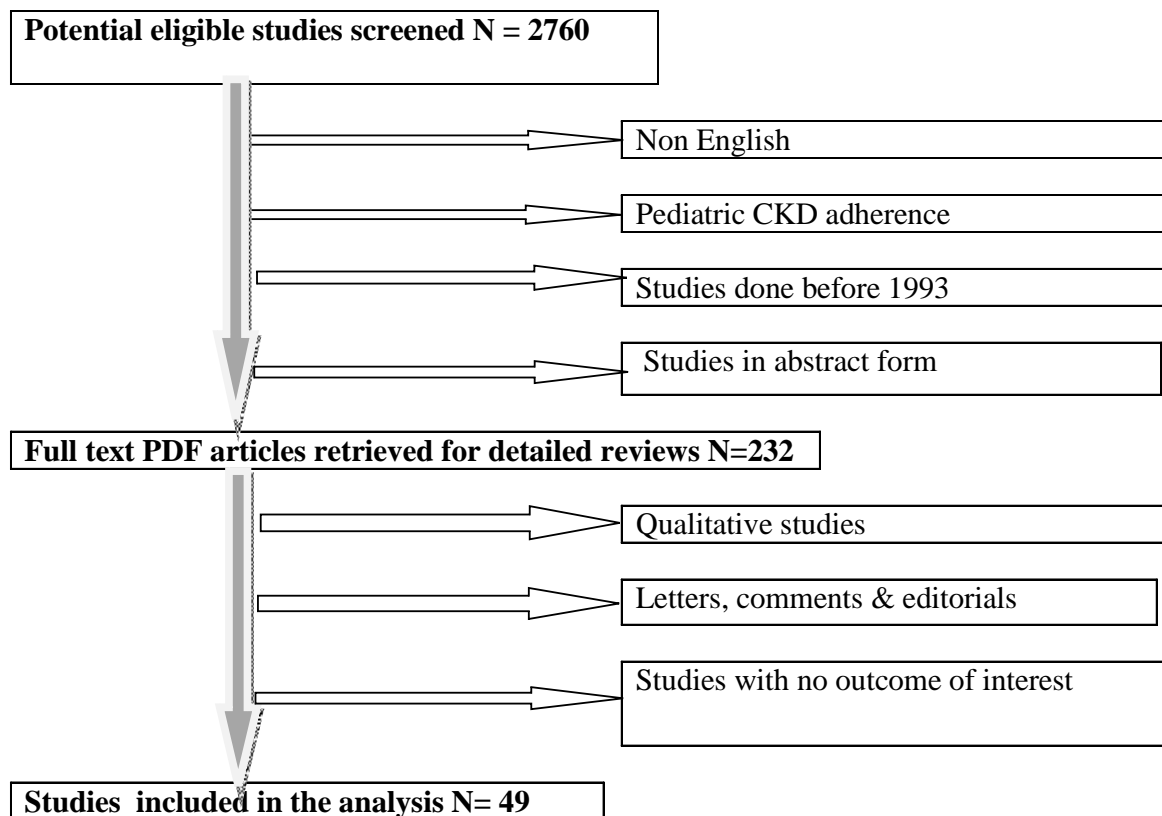 Potential eligible studies screened N = 2760
Non English
Pediatric CKD adherence
Studies done before 1993
Studies in abstract form
Full text PDF articles retrieved for detailed reviews N=232
Qualitative studies
Letters, comments & editorials
Studies with no outcome of interest
Studies included in the analysis N= 49